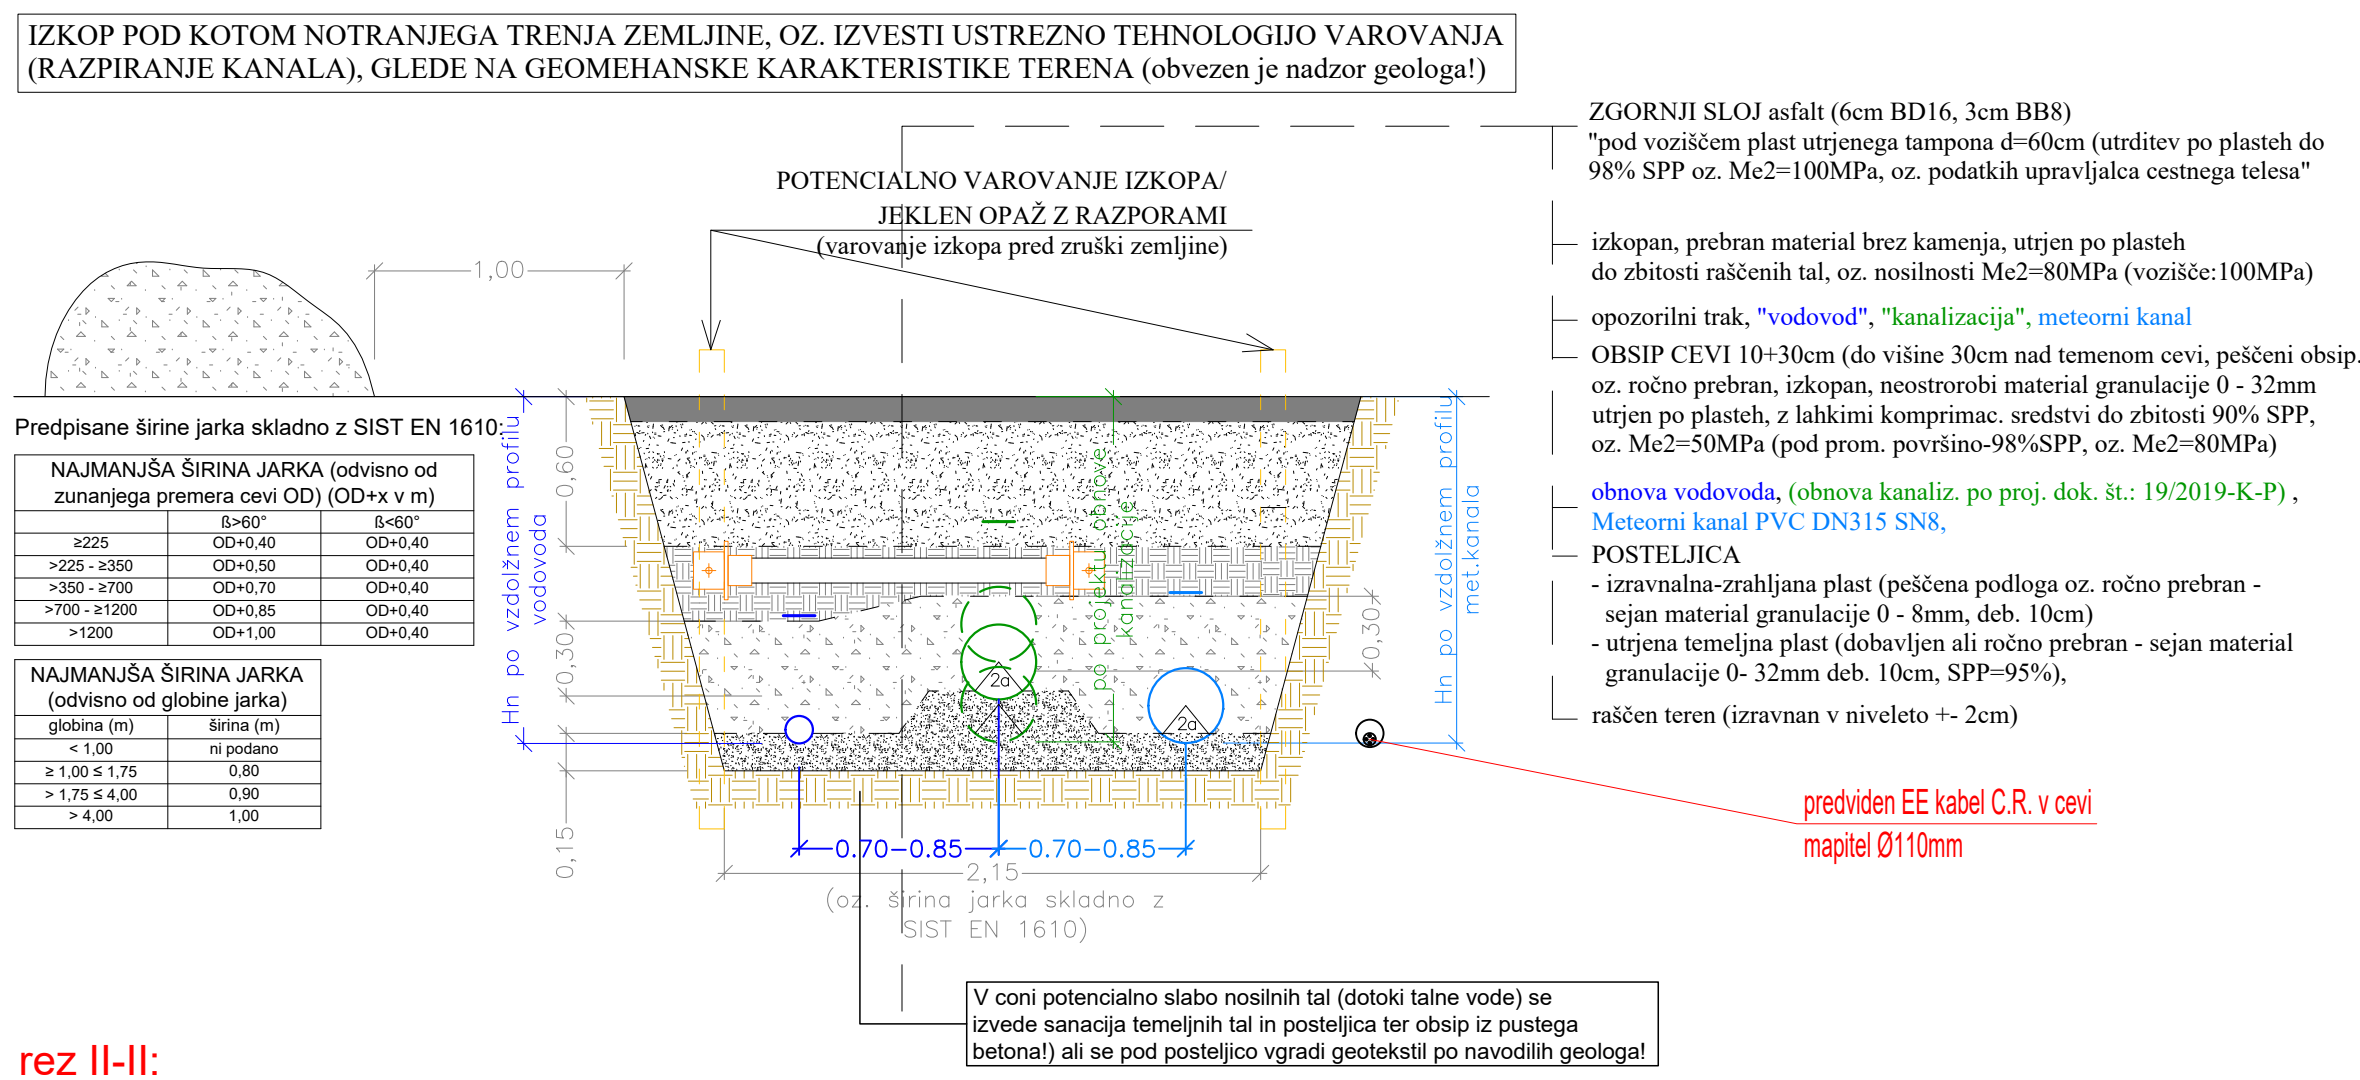 IZKOP POD KOTOM NOTRANJEGA TRENJA ZEMLJINE, OZ. IZVESTI USTREZNO TEHNOLOGIJO VAROVANJA
(RAZPIRANJE KANALA), GLEDE NA GEOMEHANSKE KARAKTERISTIKE TERENA (obvezen je nadzor geologa!)
POTENCIALNO VAROVANJE IZKOPA/
JEKLEN OPAŽ Z RAZPORAMI
(varovanje izkopa pred zruški zemljine)
1,00
ZGORNJI SLOJ asfalt (6cm BD16, 3cm BB8)
"pod voziščem plast utrjenega tampona d=60cm (utrditev po plasteh do
98% SPP oz. Me2=100MPa, oz. podatkih upravljalca cestnega telesa"
izkopan, prebran material brez kamenja, utrjen po plasteh
do zbitosti raščenih tal, oz. nosilnosti Me2=80MPa (vozišče:100MPa)
opozorilni trak, "vodovod", "kanalizacija", meteorni kanal
OBSIP CEVI 10+30cm (do višine 30cm nad temenom cevi, peščeni obsip.
oz. ročno prebran, izkopan, neostrorobi material granulacije 0 - 32mm
utrjen po plasteh, z lahkimi komprimac. sredstvi do zbitosti 90% SPP,
oz. Me2=50MPa (pod prom. površino-98%SPP, oz. Me2=80MPa)
obnova vodovoda, (obnova kanaliz. po proj. dok. št.: 19/2019-K-P) ,
Meteorni kanal PVC DN315 SN8,
POSTELJICA
- izravnalna-zrahljana plast (peščena podloga oz. ročno prebran -
sejan material granulacije 0 - 8mm, deb. 10cm)
- utrjena temeljna plast (dobavljen ali ročno prebran - sejan material
granulacije 0- 32mm deb. 10cm, SPP=95%),
raščen teren (izravnan v niveleto +- 2cm)
Predpisane širine jarka skladno z SIST EN 1610:
NAJMANJŠA ŠIRINA JARKA (odvisno od
zunanjega premera cevi OD) (OD+x v m)
ß>60° ß<60°
≥225 OD+0,40 OD+0,40
>225 - ≥350 OD+0,50 OD+0,40
>350 - ≥700 OD+0,70 OD+0,40
>700 - ≥1200 OD+0,85 OD+0,40
>1200 OD+1,00 OD+0,40
NAJMANJŠA ŠIRINA JARKA
(odvisno od globine jarka)
globina (m) širina (m)
< 1,00 ni podano
≥ 1,00 ≤ 1,75 0,80
> 1,75 ≤ 4,00 0,90
> 4,00 1,00
Hn po vzdolžnem profilu
vodovoda
0,60
0,30
0,15
po projektu obnove
kanalizacije
2a
2a
0,30
Hn po vzdolžnem profilu
met.kanala
0.70-0.85
0.70-0.85
2,15
(oz. širina jarka skladno z
SIST EN 1610)
predviden EE kabel C.R. v cevi
mapitel Ø110mm
V coni potencialno slabo nosilnih tal (dotoki talne vode) se
izvede sanacija temeljnih tal in posteljica ter obsip iz pustega
betona!) ali se pod posteljico vgradi geotekstil po navodilih geologa!
rez II-II: